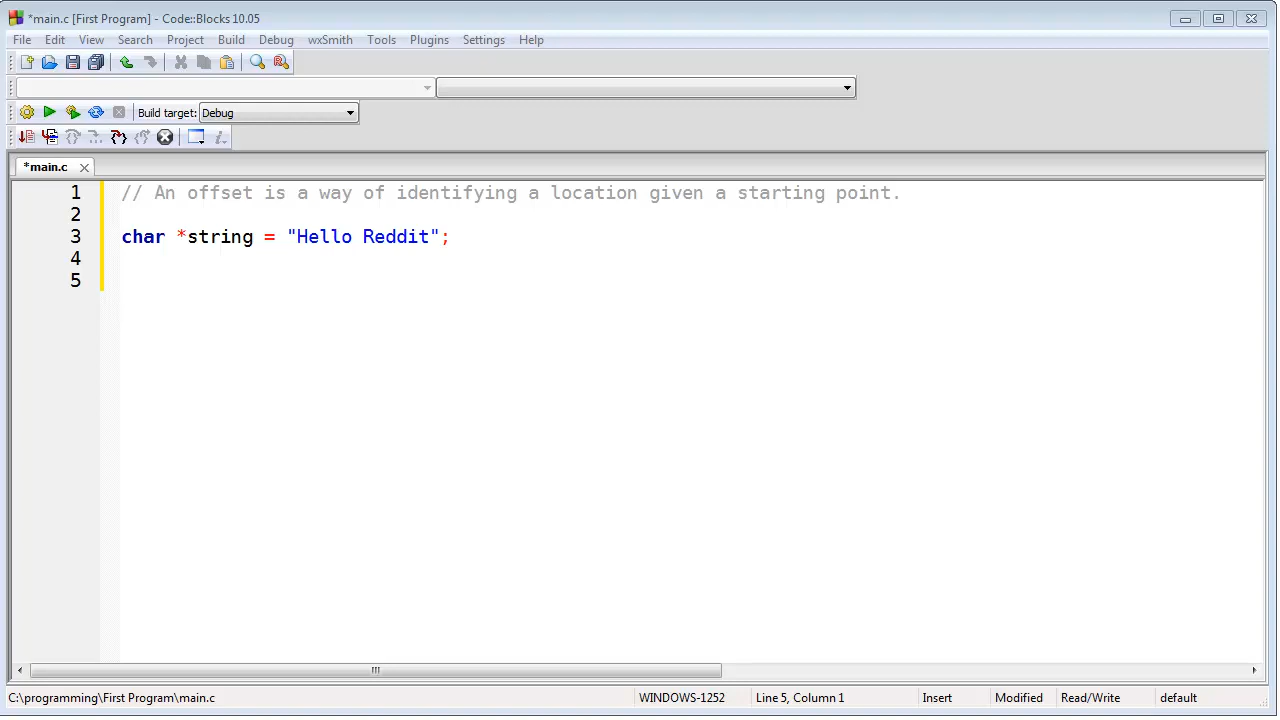 *main.c [First Program] - Code::Blocks 10.05
File Edit View Search Project Build Debug wxSmith Tools Plugins Settings Help
Build target: Debug
*main.c
1 // An offset is a way of identifying a location given a starting point.
2
3 char *string = "Hello Reddit";
4
5
C:\programming\First Program\main.c WINDOWS-1252 Line 5, Column 1 Insert Modified Read/Write default